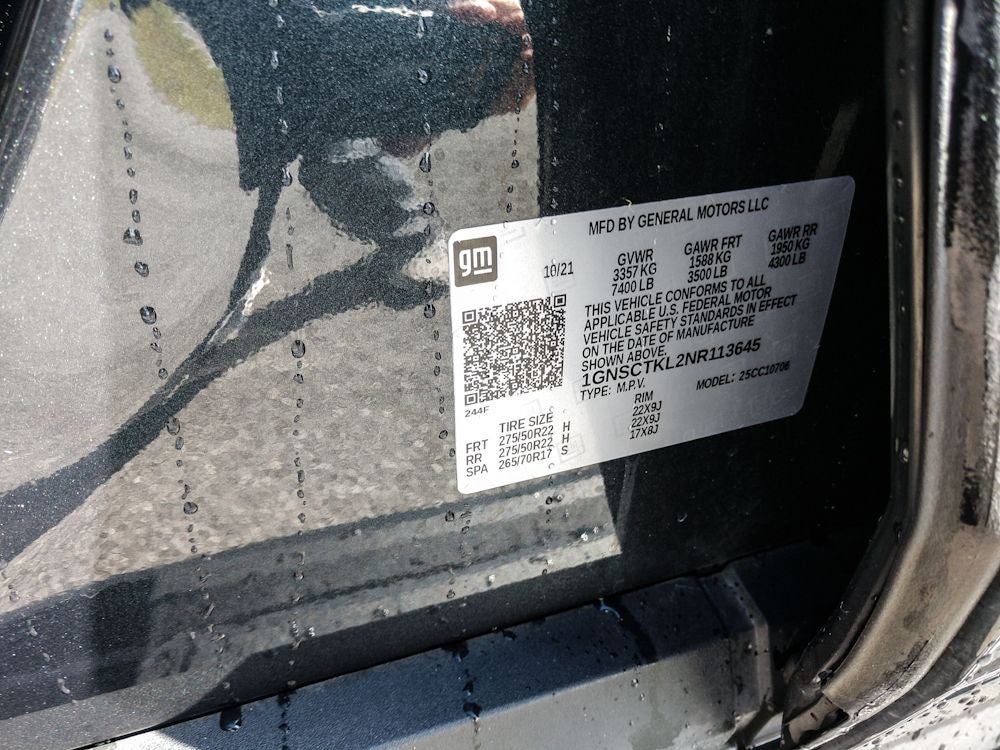 MFD BY GENERAL MOTORS LLC
gm
10/21
GVWR
3357 KG
7400 LB
GAWR FRT
1588 KG
3500 LB
GAWR RR
1950 KG
4300 LB
THIS VEHICLE CONFORMS TO ALL
APPLICABLE U.S. FEDERAL MOTOR
VEHICLE SAFETY STANDARDS IN EFFECT
ON THE DATE OF MANUFACTURE
SHOWN ABOVE.
1GNSCTKL2NR113645
TYPE: M.P.V. MODEL: 25CC10706
244F
TIRE SIZE RIM
FRT 275/50R22 H 22X9J
RR 275/50R22 H 22X9J
SPA 265/70R17 S 17X8J